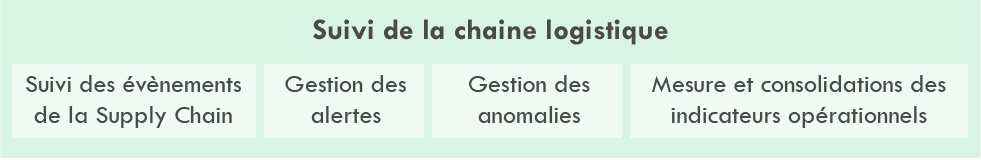 Suivi de la chaine logistique
Suivi des évènements
de la Supply Chain
Gestion des
alertes
Gestion des
anomalies
Mesure et consolidations des
indicateurs opérationnels